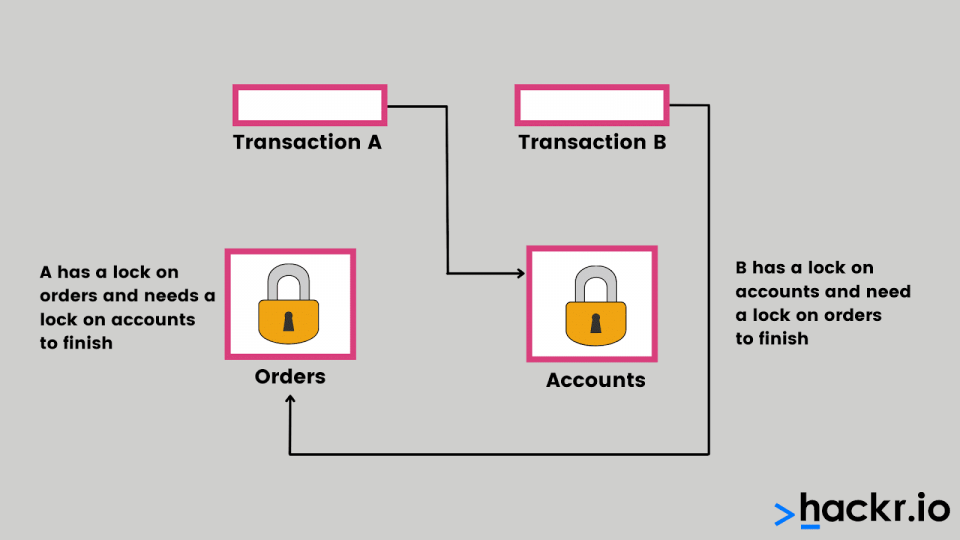 Transaction A
Transaction B
A has a lock on
orders and needs a
lock on accounts
to finish
B has a lock on
accounts and need
a lock on orders
to finish
Orders
Accounts
>hackr.io